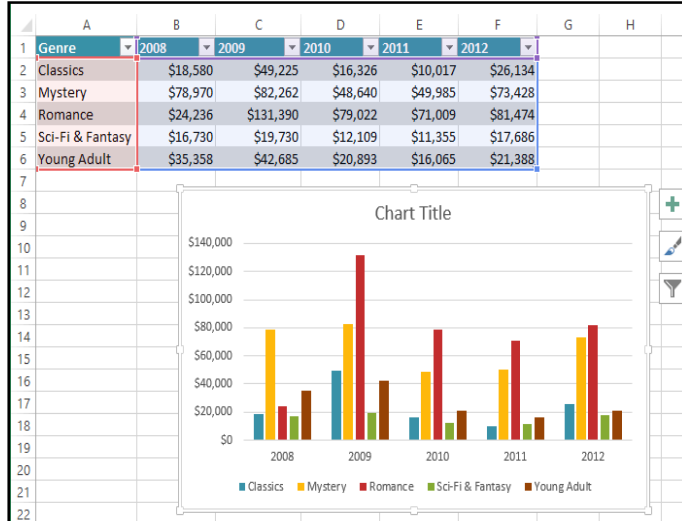 A B C D E F G H
1 Genre 2008 2009 2010 2011 2012
2 Classics $18,580 $49,225 $16,326 $10,017 $26,134
3 Mystery $78,970 $82,262 $48,640 $49,985 $73,428
4 Romance $24,236 $131,390 $79,022 $71,009 $81,474
5 Sci-Fi & Fantasy $16,730 $19,730 $12,109 $11,355 $17,686
6 Young Adult $35,358 $42,685 $20,893 $16,065 $21,388
7
8
9
10
11
12
13
14
15
16
17
18
19
20
21
22
Chart Title
$140,000
$120,000
$100,000
$80,000
$60,000
$40,000
$20,000
$0
2008 2009 2010 2011 2012
Classics Mystery Romance Sci-Fi & Fantasy Young Adult